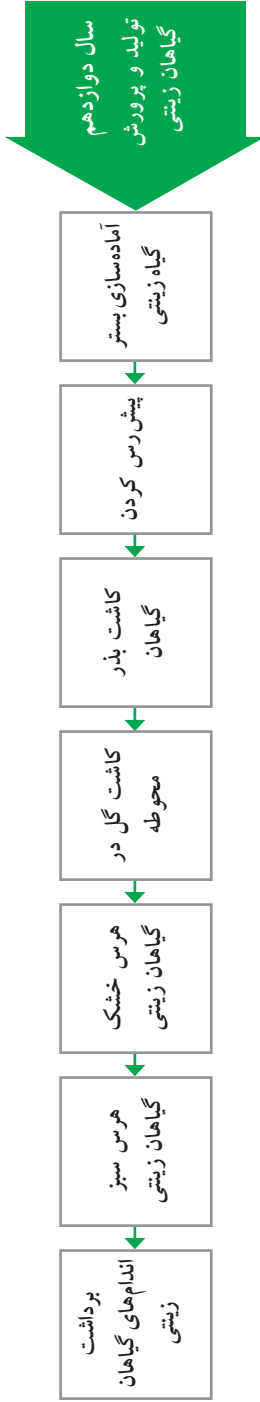 سال دوازدهم
تولید و پرورش
گیاهان زینتی
آماده‌سازی بستر
گیاه زینتی
پیش‌رس کردن
کاشت بذر
گیاهان
کاشت گل در
محوطه
هرس خشک
گیاهان زینتی
هرس سبز
گیاهان زینتی
برداشت
اندام‌های گیاهان
زینتی